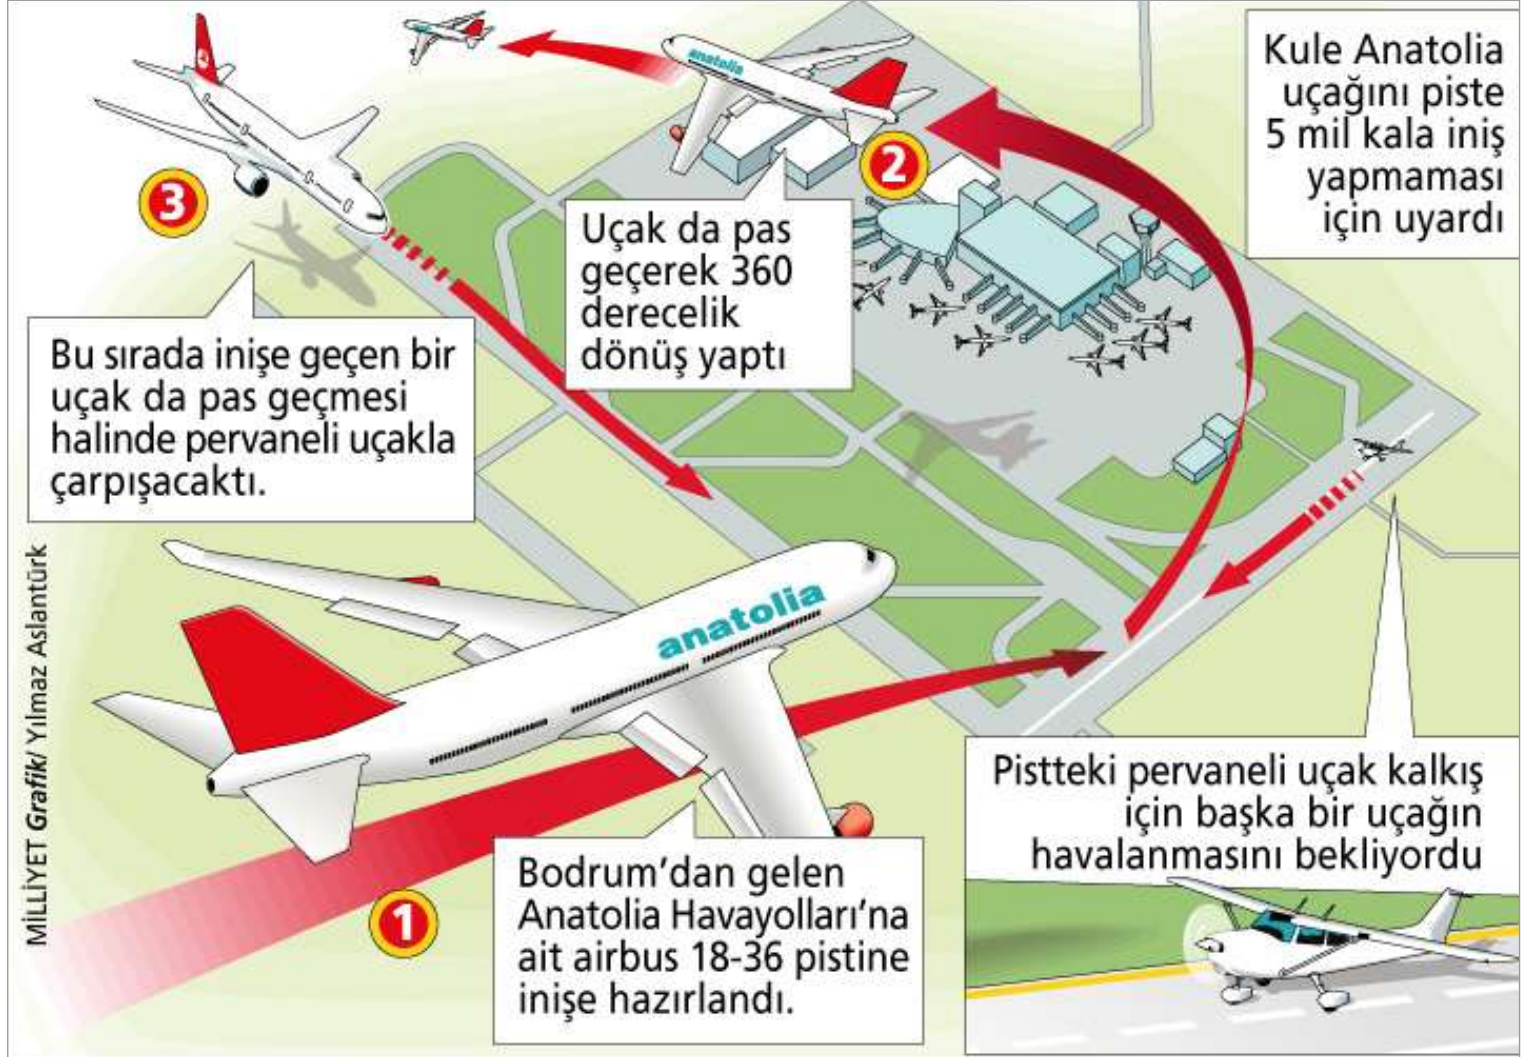 anatolia
Kule Anatolia
uçağını piste
5 mil kala iniş
yapmaması
için uyardı
3
2
Uçak da pas
geçerek 360
derecelik
dönüş yaptı
Bu sırada inişe geçen bir
uçak da pas geçmesi
halinde pervaneli uçakla
çarpışacaktı.
anatolia
MİLLİYET Grafik/ Yılmaz Aslantürk
Pistteki pervaneli uçak kalkış
için başka bir uçağın
havalanmasını bekliyordu
1
Bodrum’dan gelen
Anatolia Havayolları’na
ait airbus 18-36 pistine
inişe hazırlandı.